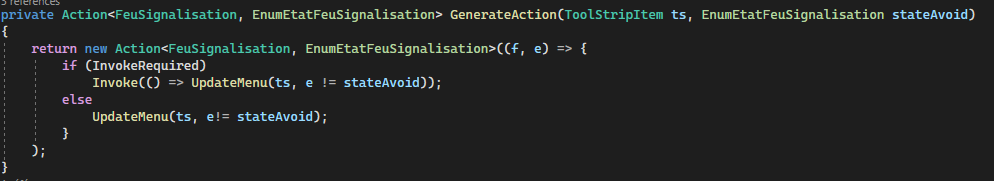 3 references
private Action<FeuSignalisation, EnumEtatFeuSignalisation> GenerateAction(ToolStripItem ts, EnumEtatFeuSignalisation stateAvoid)
{
return new Action<FeuSignalisation, EnumEtatFeuSignalisation>((f, e) => {
if (InvokeRequired)
Invoke(() => UpdateMenu(ts, e != stateAvoid));
else
UpdateMenu(ts, e!= stateAvoid);
}
);
}